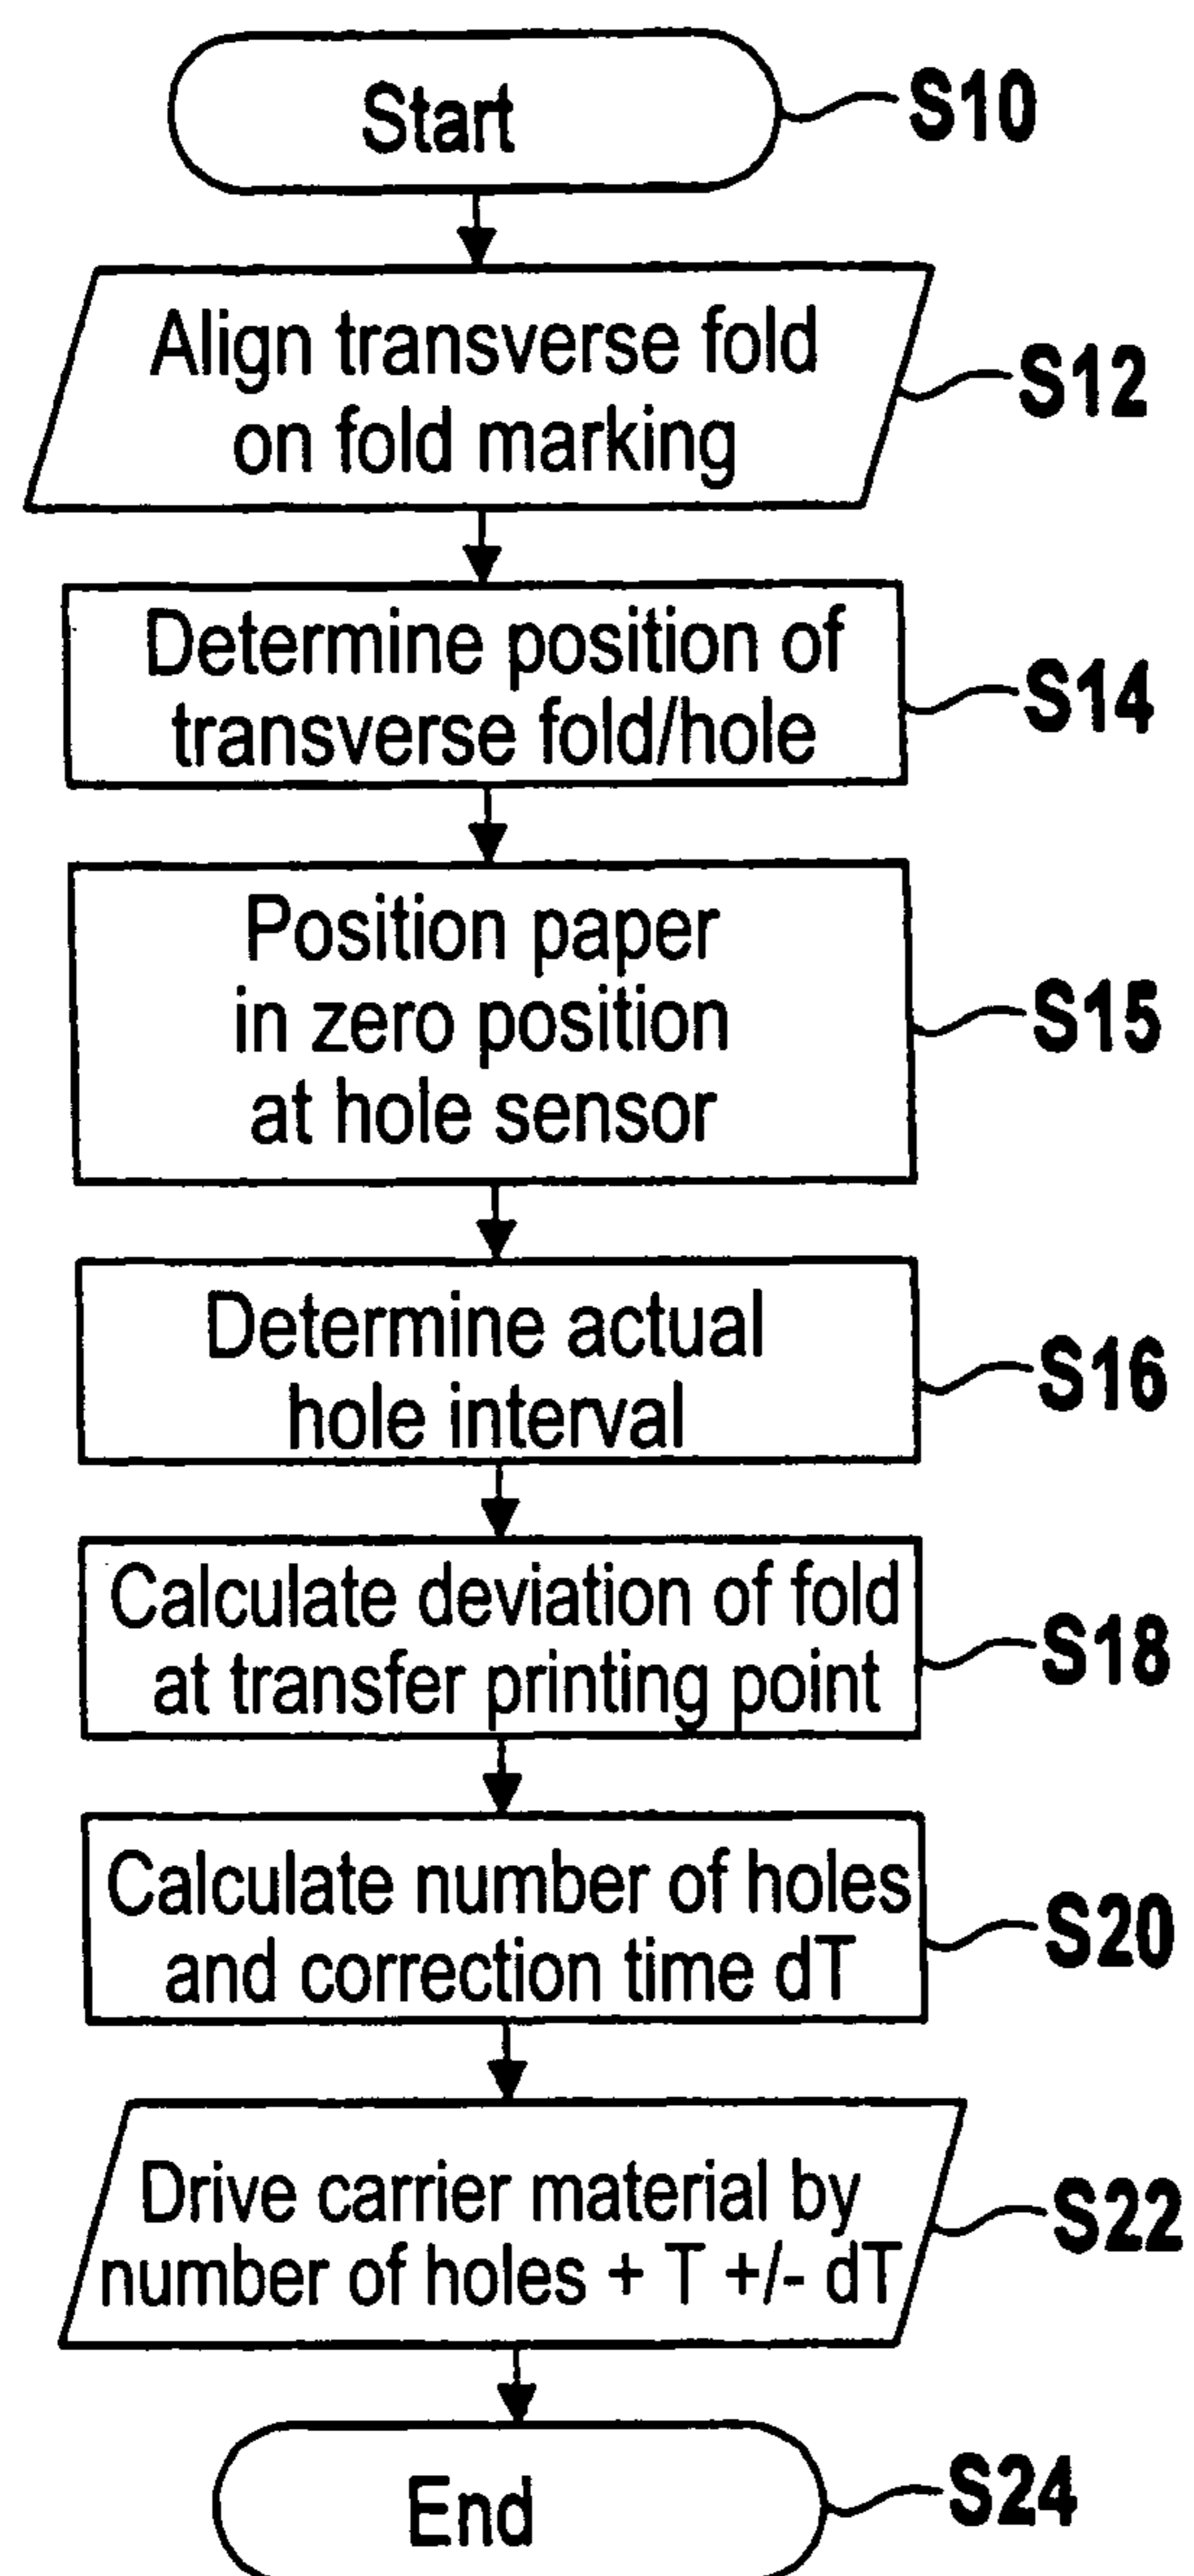 Start
S10
Align transverse fold
on fold marking
S12
Determine position of
transverse fold/hole
S14
Position paper
in zero position
at hole sensor
S15
Determine actual
hole interval
S16
Calculate deviation of fold
at transfer printing point
S18
Calculate number of holes
and correction time dT
S20
Drive carrier material by
number of holes + T +/- dT
S22
End
S24